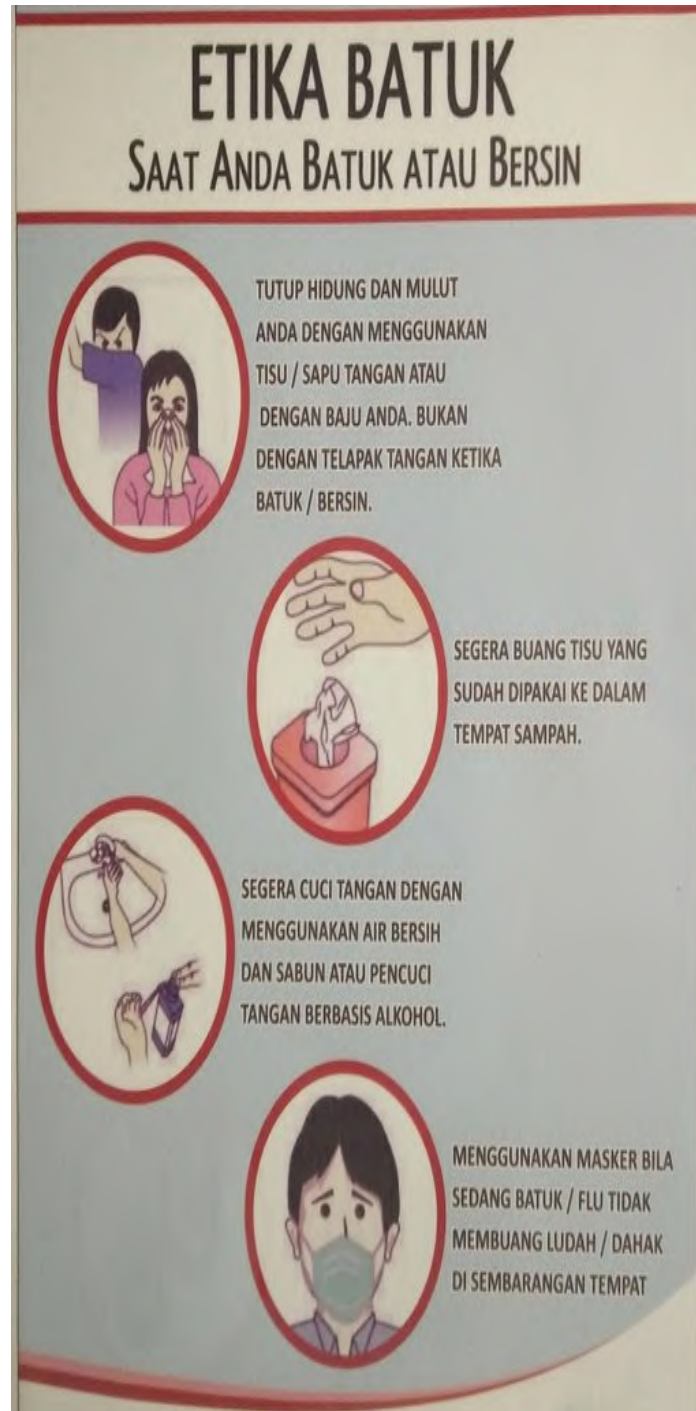 ETIKA BATUK
SAAT ANDA BATUK ATAU BERSIN
TUTUP HIDUNG DAN MULUT
ANDA DENGAN MENGGUNAKAN
TISU / SAPU TANGAN ATAU
DENGAN BAJU ANDA. BUKAN
DENGAN TELAPAK TANGAN KETIKA
BATUK / BERSIN.
SEGERA BUANG TISU YANG
SUDAH DIPAKAI KE DALAM
TEMPAT SAMPAH.
SEGERA CUCI TANGAN DENGAN
MENGGUNAKAN AIR BERSIH
DAN SABUN ATAU PENCUCI
TANGAN BERBASIS ALKOHOL.
MENGGUNAKAN MASKER BILA
SEDANG BATUK / FLU TIDAK
MEMBUANG LUDAH / DAHAK
DI SEMBARANGAN TEMPAT